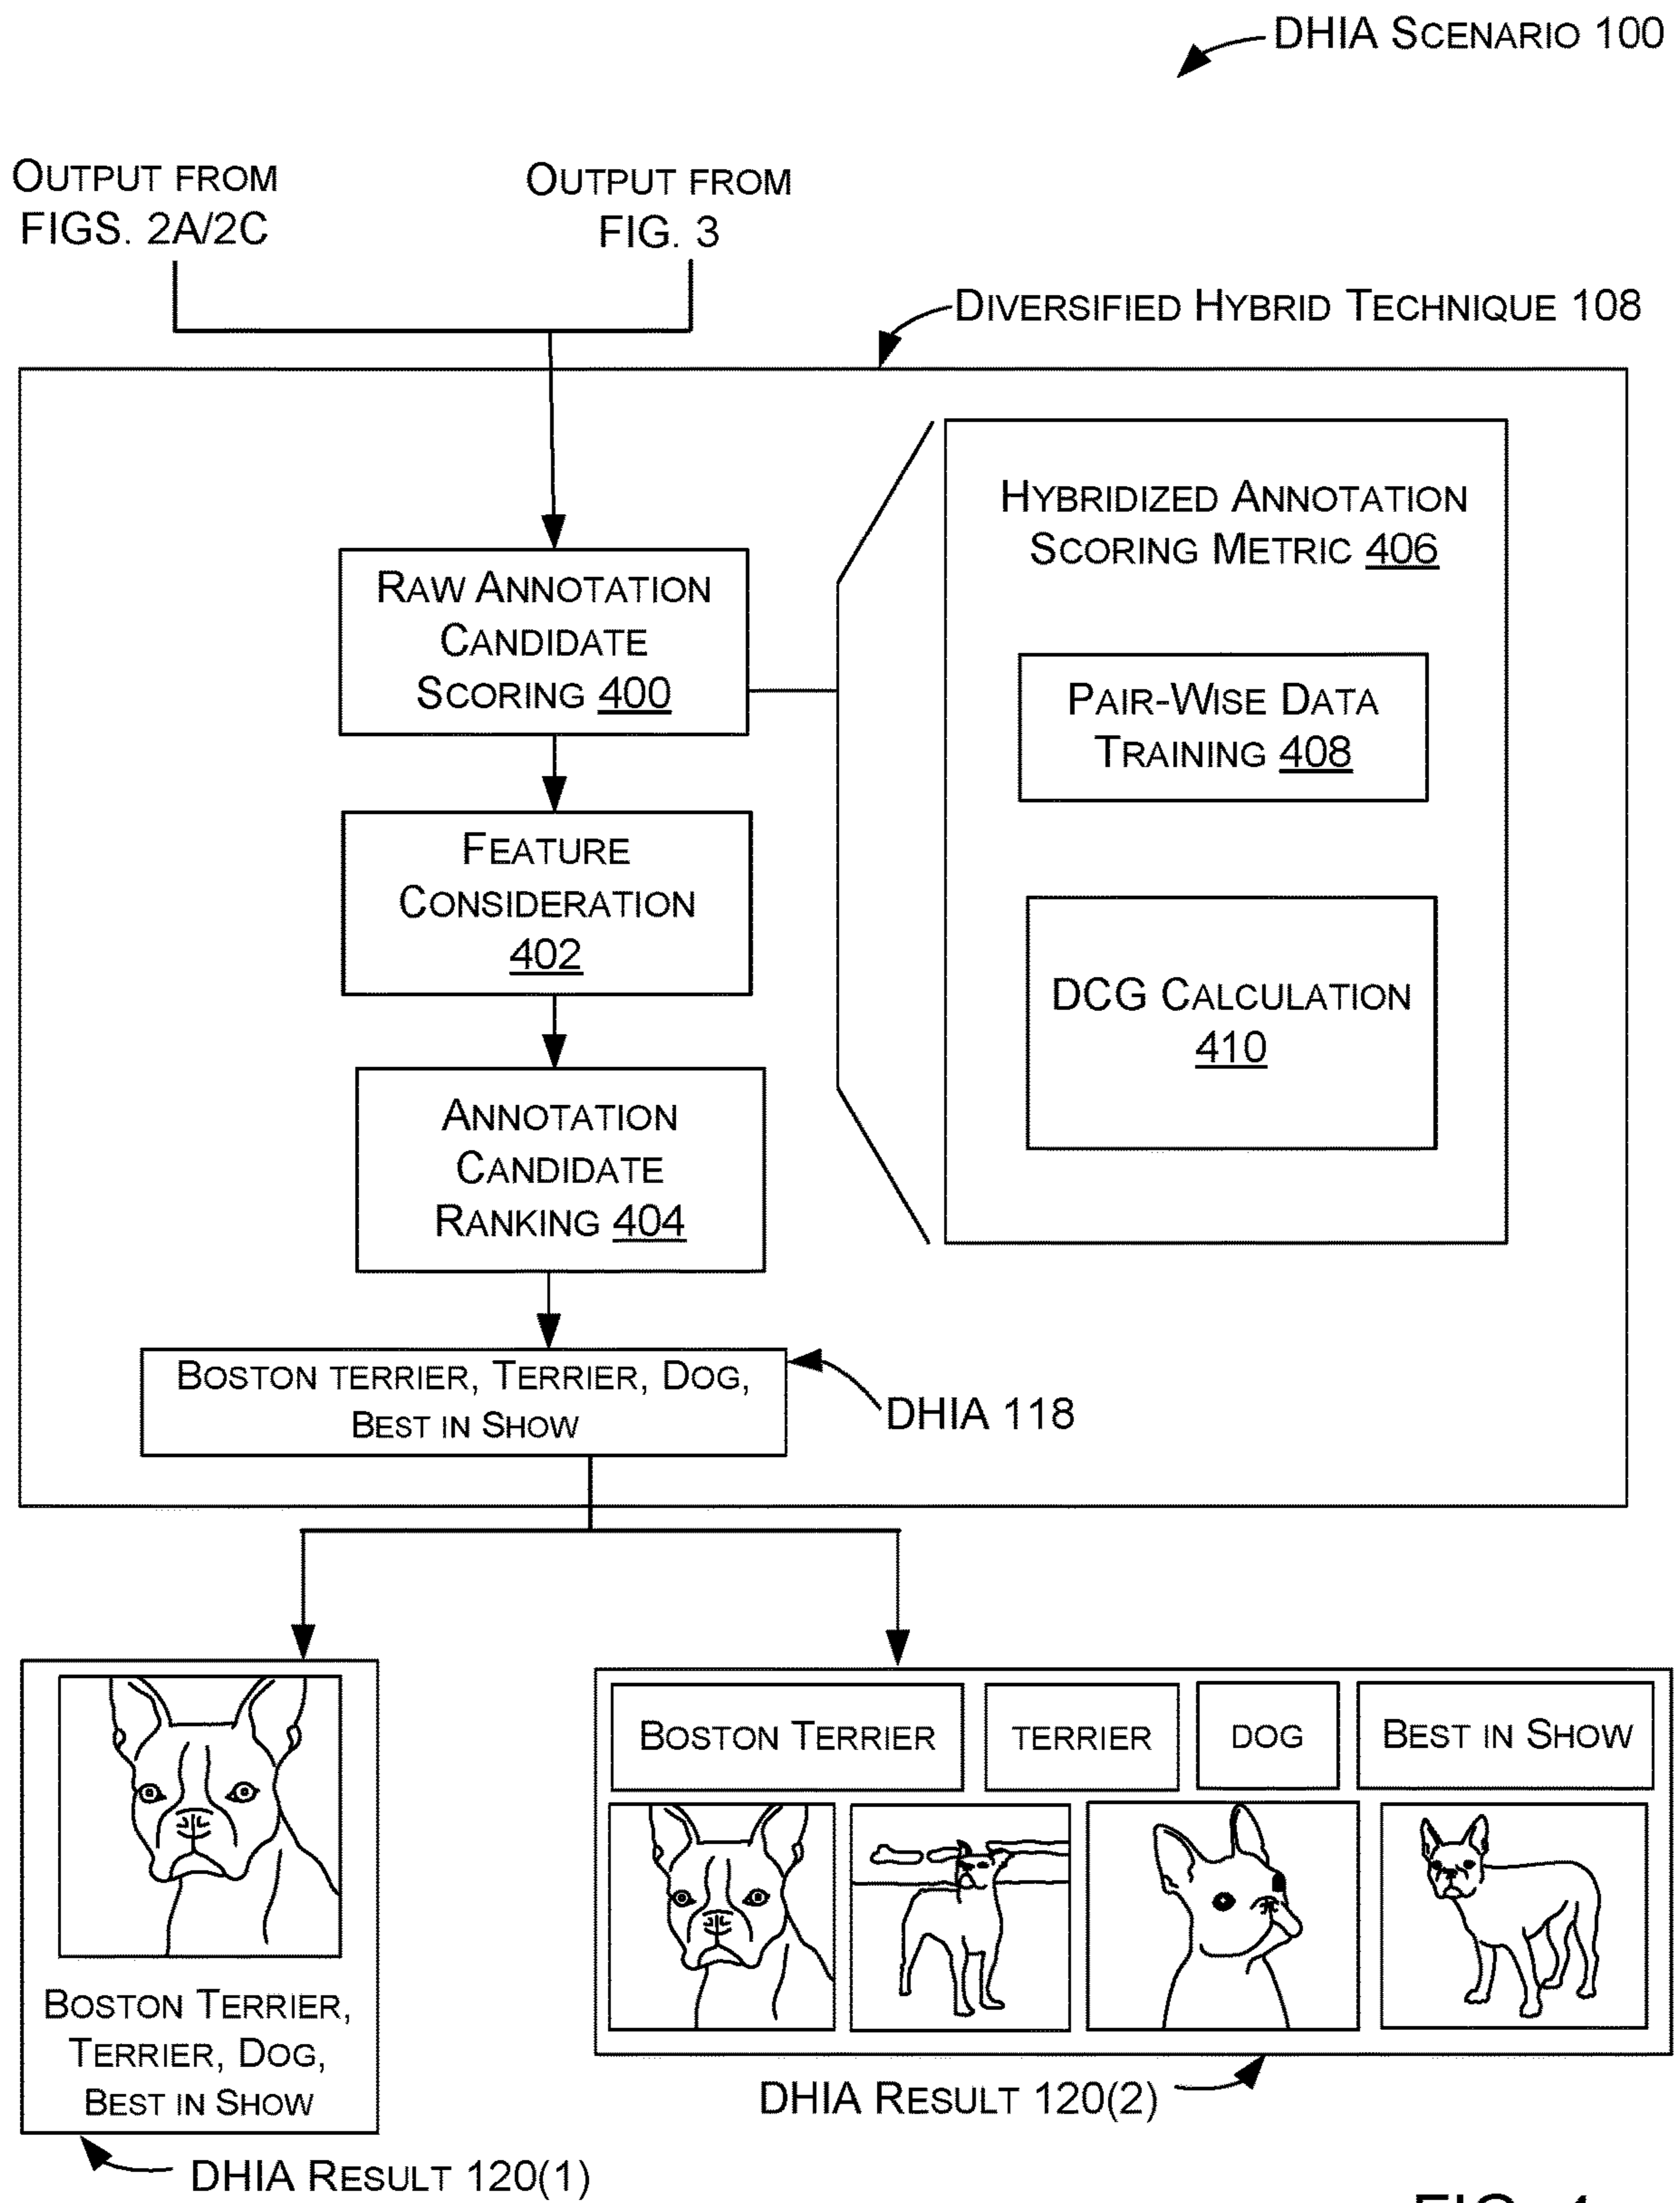 DHIA SCENARIO 100
OUTPUT FROM
FIGS. 2A/2C
OUTPUT FROM
FIG. 3
DIVERSIFIED HYBRID TECHNIQUE 108
RAW ANNOTATION
CANDIDATE
SCORING 400
FEATURE
CONSIDERATION
402
ANNOTATION
CANDIDATE
RANKING 404
HYBRIDIZED ANNOTATION
SCORING METRIC 406
PAIR-WISE DATA
TRAINING 408
DCG CALCULATION
410
BOSTON TERRIER, TERRIER, DOG,
BEST IN SHOW
DHIA 118
BOSTON TERRIER,
TERRIER, DOG,
BEST IN SHOW
DHIA RESULT 120(1)
BOSTON TERRIER
TERRIER
DOG
BEST IN SHOW
DHIA RESULT 120(2)